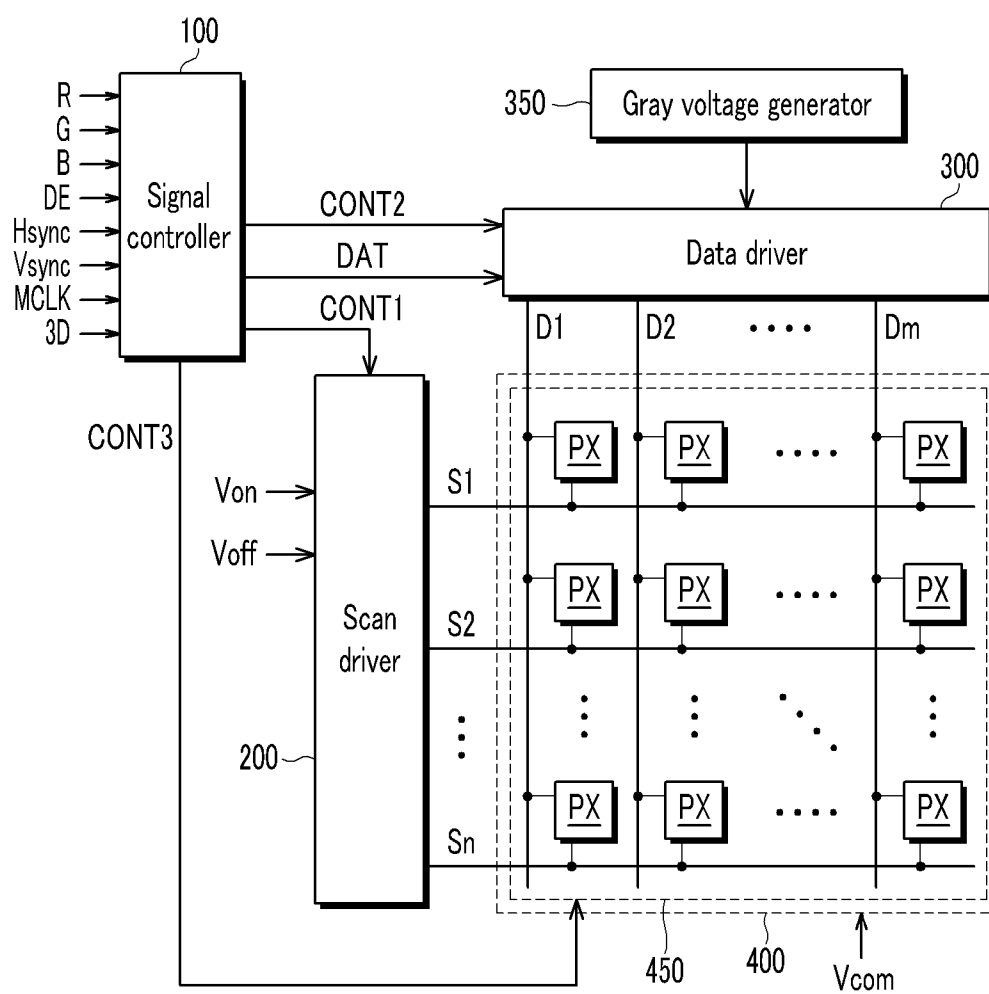 100
R
G
B
DE
Hsync
Vsync
MCLK
3D
Signal
controller
350
Gray voltage generator
300
CONT2
DAT
CONT1
Data driver
D1
D2
Dm
CONT3
Von
Voff
Scan
driver
200
S1
PX
PX
PX
S2
PX
PX
PX
Sn
PX
PX
PX
450
400
Vcom